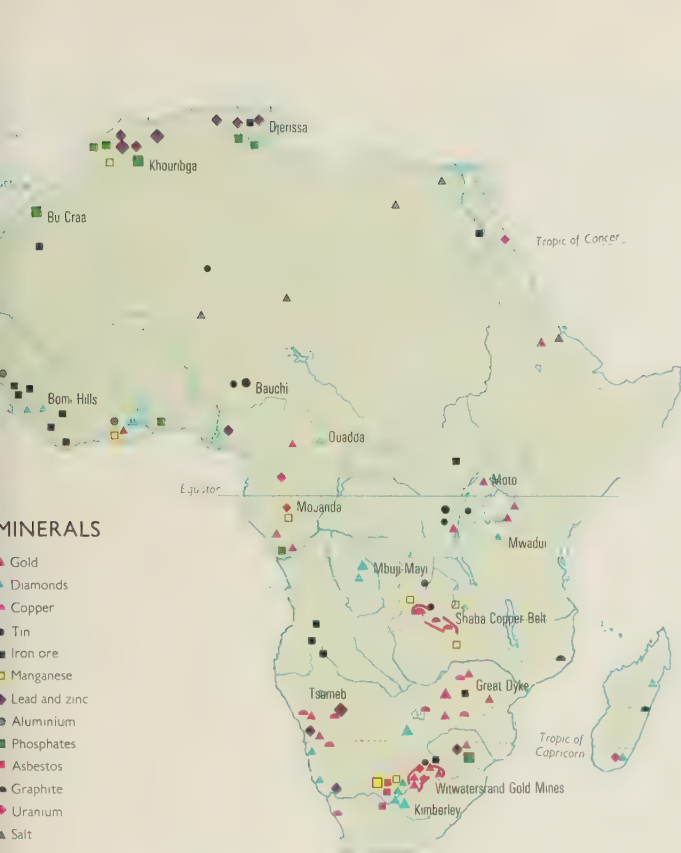 Djerissa
Khouribga
Bu Craa
Tropic of Cancer
Bomi Hills
Bauchi
Ouadda
Equator
Moto
Mouanda
Mwadui
Mbuji-Mayi
Shaba Copper Belt
Great Dyke
Tsumeb
Tropic of
Capricorn
Witwatersrand Gold Mines
Kimberley
MINERALS
Gold
Diamonds
Copper
Tin
Iron ore
Manganese
Lead and zinc
Aluminium
Phosphates
Asbestos
Graphite
Uranium
Salt